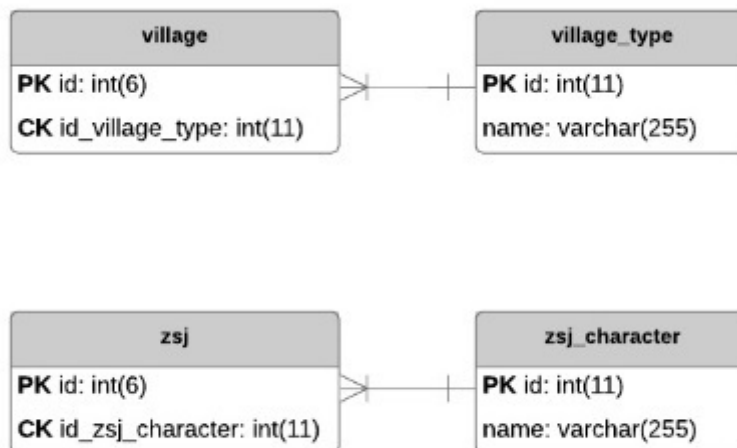 village
PK id: int(6)
CK id_village_type: int(11)
village_type
PK id: int(11)
name: varchar(255)
zsj
PK id: int(6)
CK id_zsj_character: int(11)
zsj_character
PK id: int(11)
name: varchar(255)